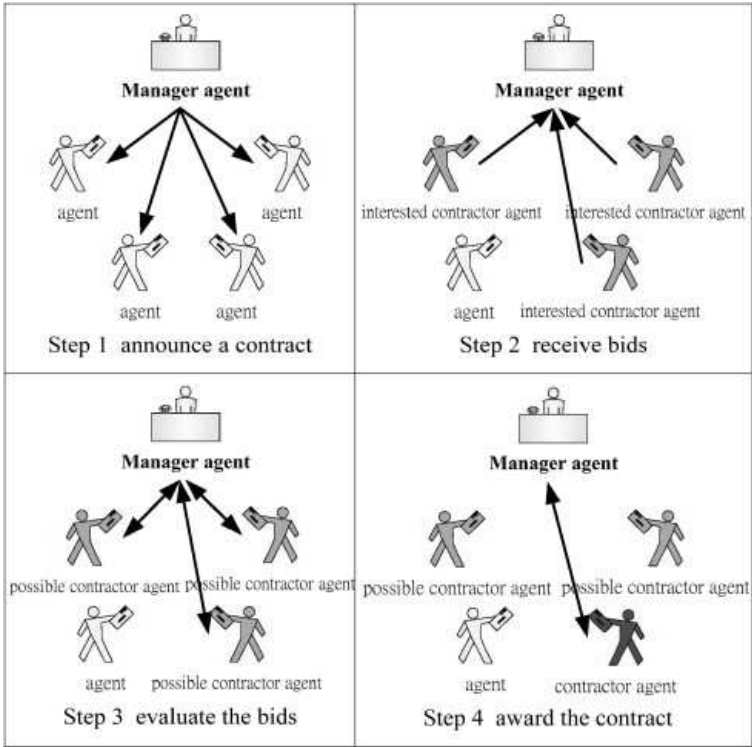 Manager agent
agent
agent
agent
agent
Step 1 announce a contract
Manager agent
interested contractor agent
interested contractor agent
agent
interested contractor agent
Step 2 receive bids
Manager agent
possible contractor agent
possible contractor agent
agent
possible contractor agent
Step 3 evaluate the bids
Manager agent
possible contractor agent
possible contractor agent
agent
contractor agent
Step 4 award the contract